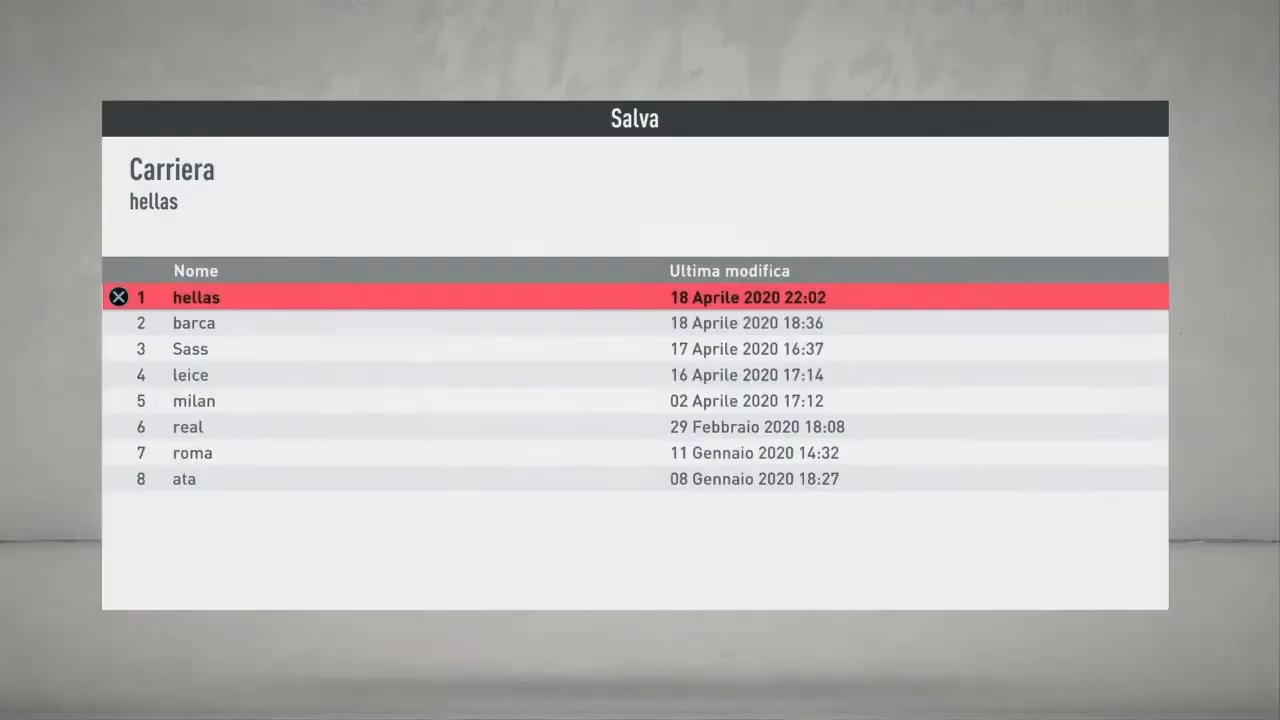 Salva
Carriera
hellas
Nome Ultima modifica
1 hellas 18 Aprile 2020 22:02
2 barca 18 Aprile 2020 18:36
3 Sass 17 Aprile 2020 16:37
4 leice 16 Aprile 2020 17:14
5 milan 02 Aprile 2020 17:12
6 real 29 Febbraio 2020 18:08
7 roma 11 Gennaio 2020 14:32
8 ata 08 Gennaio 2020 18:27